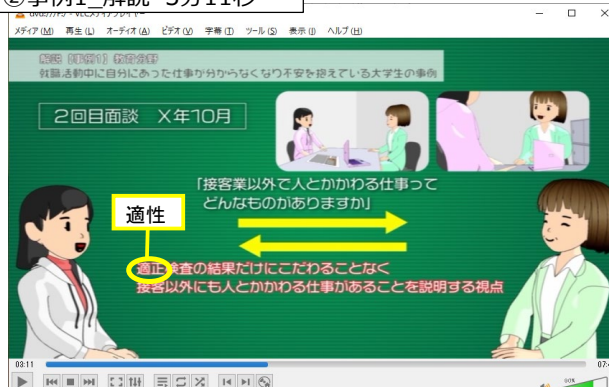 ②事例1_解説 3分11秒
メディア(M) 再生(L) オーディオ(A) ビデオ(V) 字幕(T) ツール(S) 表示(I) ヘルプ(H)
解説【事例1】教育分野
就職活動中に自分にあった仕事が分からなくなり不安を抱えている大学生の事例
2回目面談 X年10月
「接客業以外で人とかかわる仕事って
どんなものがありますか」
適性
適正検査の結果だけにこだわることなく
接客以外にも人とかかわる仕事があることを説明する視点
03:11